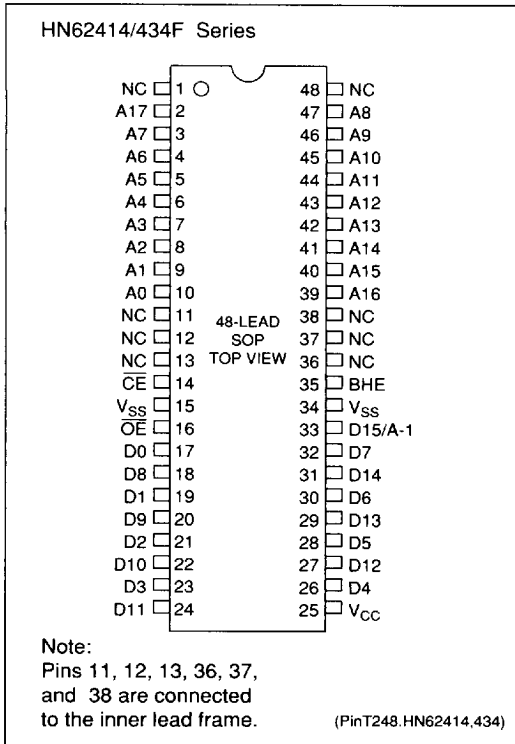 HN62414/434F Series
NC 1 48 NC
A17 2 47 A8
A7 3 46 A9
A6 4 45 A10
A5 5 44 A11
A4 6 43 A12
A3 7 42 A13
A2 8 41 A14
A1 9 40 A15
A0 10 39 A16
NC 11 38 NC
NC 12 37 NC
NC 13 36 NC
48-LEAD
SOP
TOP VIEW
C̅E̅ 14 35 BHE
VSS 15 34 VSS
O̅E̅ 16 33 D15/A-1
D0 17 32 D7
D8 18 31 D14
D1 19 30 D6
D9 20 29 D13
D2 21 28 D5
D10 22 27 D12
D3 23 26 D4
D11 24 25 VCC
Note:
Pins 11, 12, 13, 36, 37,
and 38 are connected
to the inner lead frame.
(PinT248.HN62414,434)